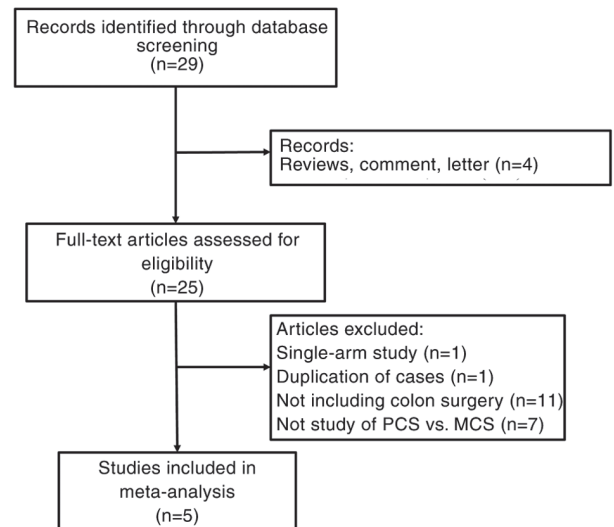 Records identified through database
screening
(n=29)
Records:
Reviews, comment, letter (n=4)
Full-text articles assessed for
eligibility
(n=25)
Articles excluded:
Single-arm study (n=1)
Duplication of cases (n=1)
Not including colon surgery (n=11)
Not study of PCS vs. MCS (n=7)
Studies included in
meta-analysis
(n=5)